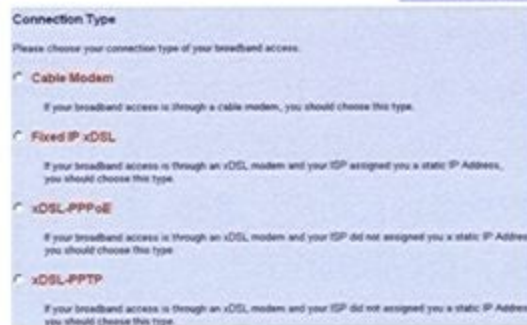 Connection Type
Please choose your connection type of your broadband access.
Cable Modem
If your broadband access is through a cable modem, you should choose this type.
Fixed IP xDSL
If your broadband access is through an xDSL modem and your ISP assigned you a static IP Address,
you should choose this type.
xDSL-PPPoE
If your broadband access is through an xDSL modem and your ISP did not assigned you a static IP Addres
you should choose this type
xDSL-PPTP
If your broadband access is through an xDSL modem and your ISP did not assigned you a static IP Addres
you should choose this type.